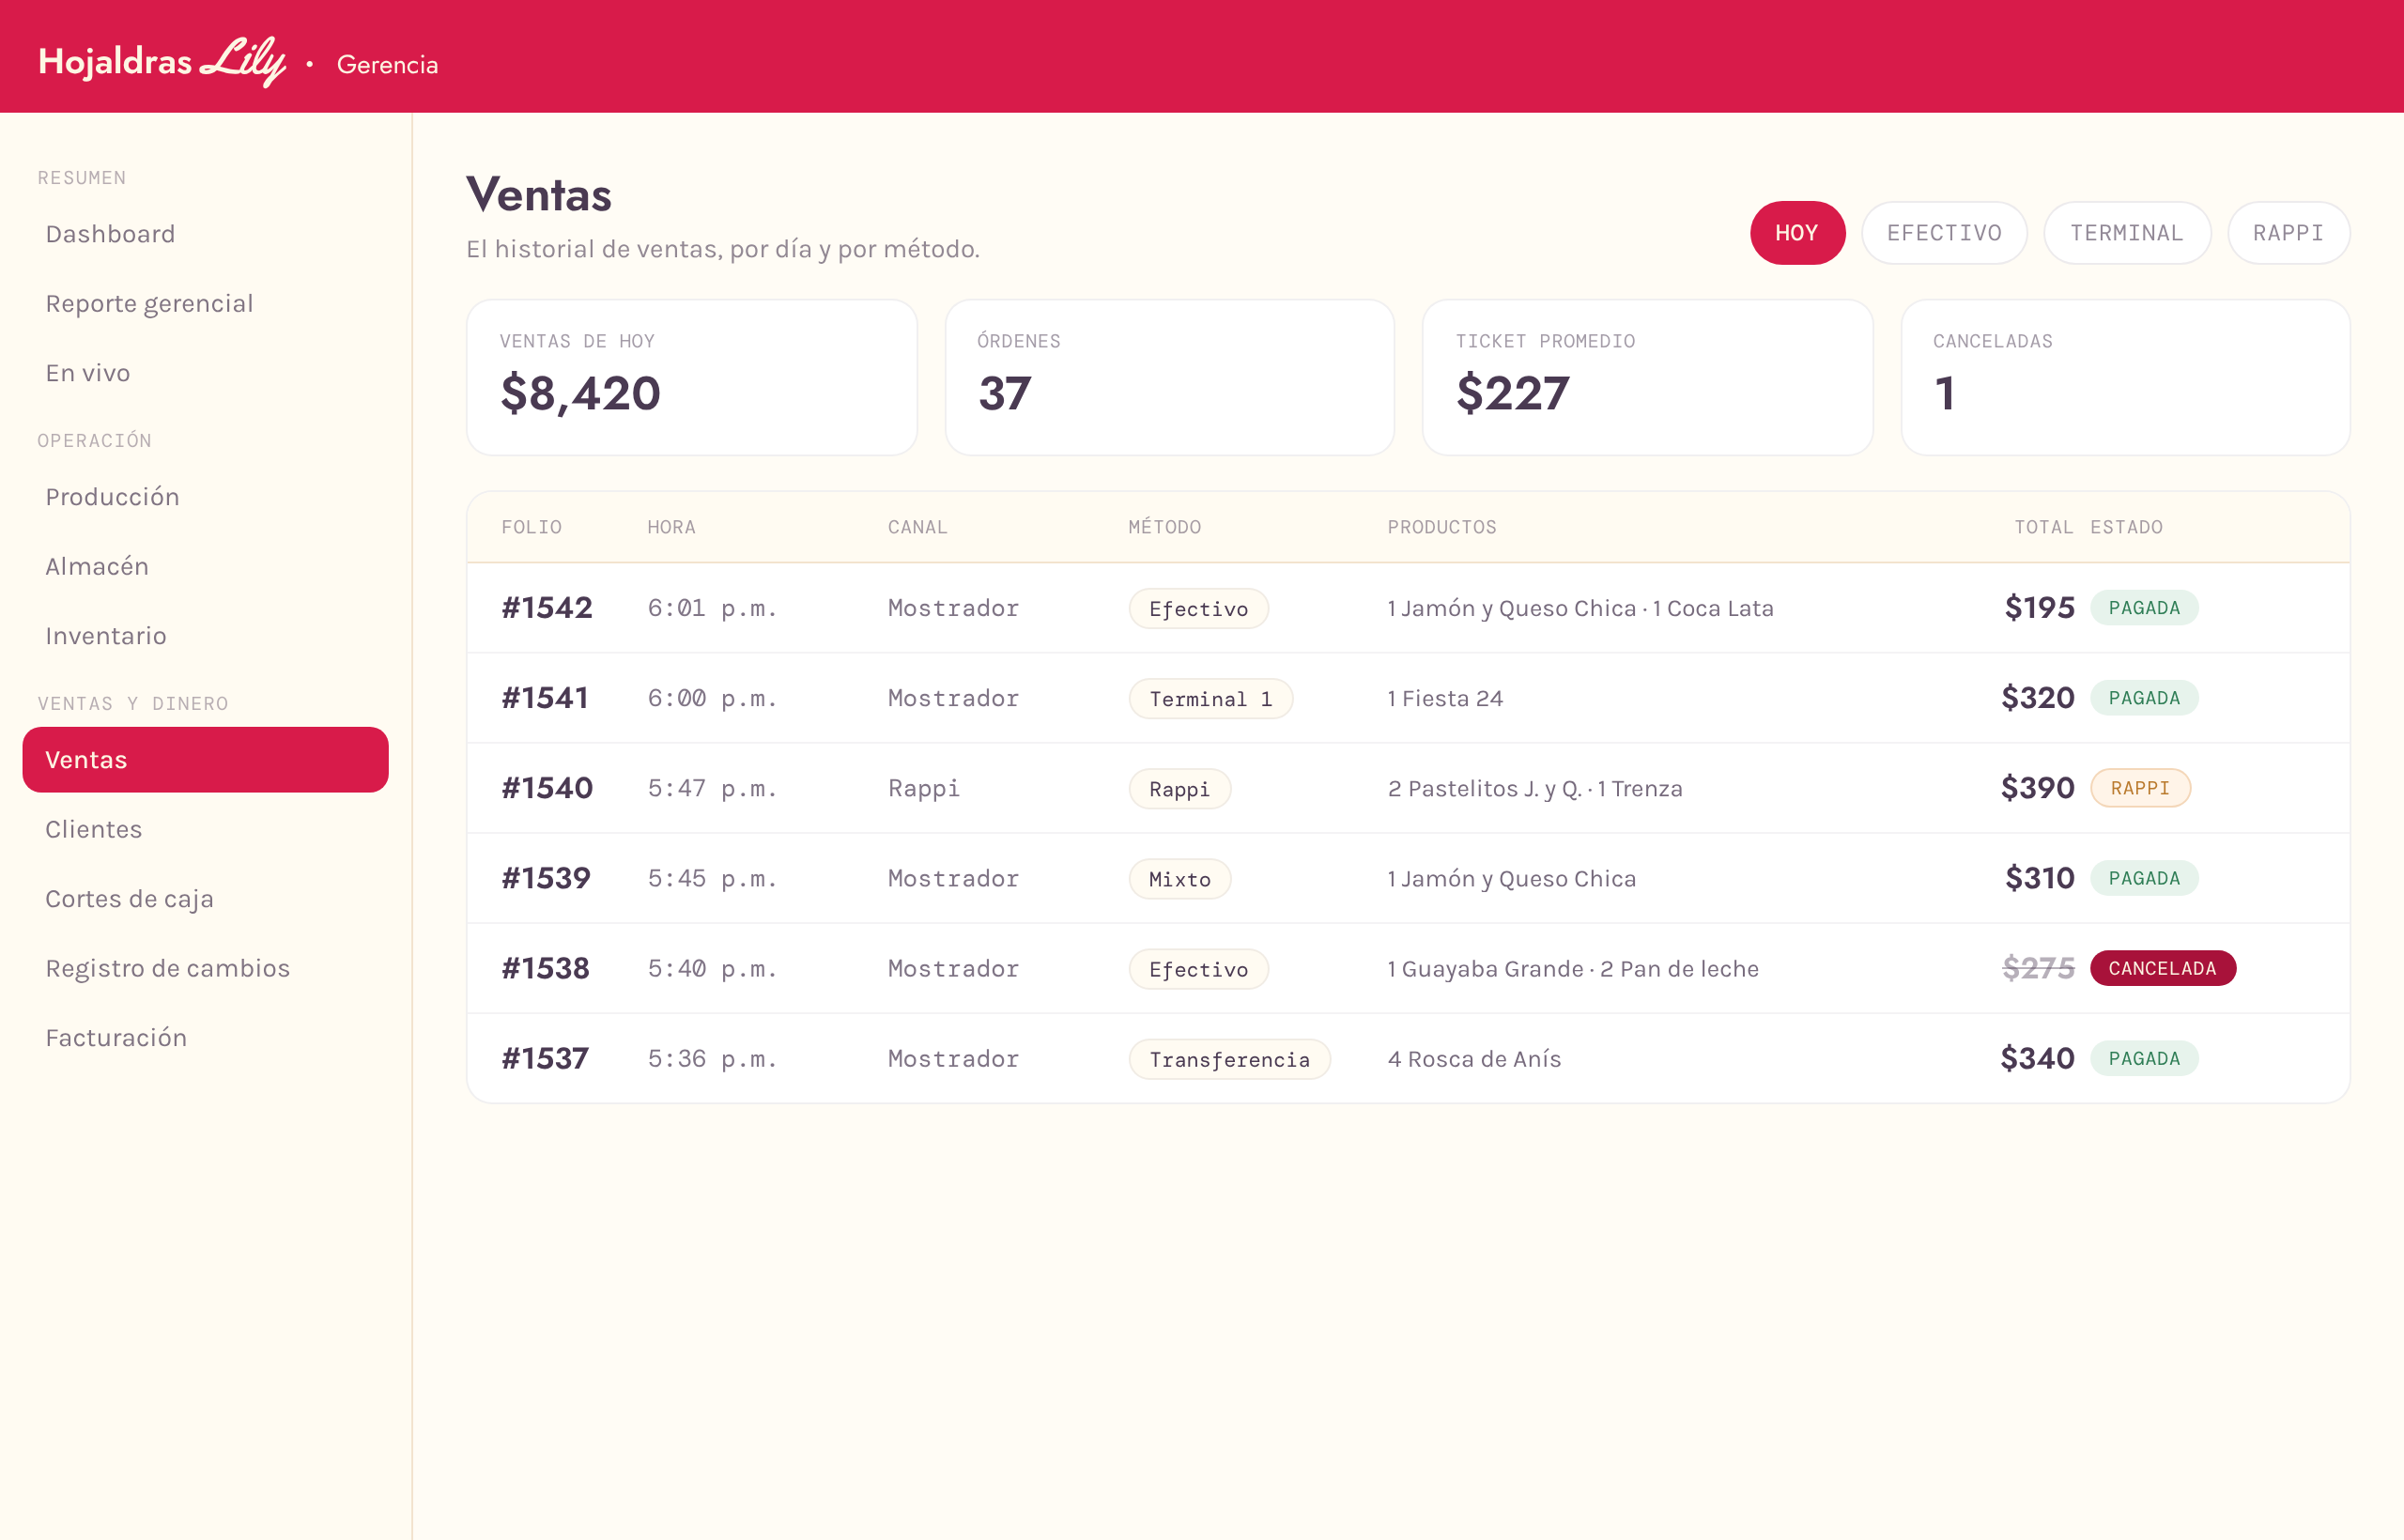 Hojaldras Lily • Gerencia
RESUMEN
Dashboard
Reporte gerencial
En vivo
OPERACIÓN
Producción
Almacén
Inventario
VENTAS Y DINERO
Ventas
Clientes
Cortes de caja
Registro de cambios
Facturación
Ventas
El historial de ventas, por día y por método.
HOY EFECTIVO TERMINAL RAPPI
VENTAS DE HOY
$8,420
ÓRDENES
37
TICKET PROMEDIO
$227
CANCELADAS
1
FOLIO HORA CANAL MÉTODO PRODUCTOS TOTAL ESTADO
#1542 6:01 p.m. Mostrador Efectivo 1 Jamón y Queso Chica · 1 Coca Lata $195 PAGADA
#1541 6:00 p.m. Mostrador Terminal 1 1 Fiesta 24 $320 PAGADA
#1540 5:47 p.m. Rappi Rappi 2 Pastelitos J. y Q. · 1 Trenza $390 RAPPI
#1539 5:45 p.m. Mostrador Mixto 1 Jamón y Queso Chica $310 PAGADA
#1538 5:40 p.m. Mostrador Efectivo 1 Guayaba Grande · 2 Pan de leche $275 CANCELADA
#1537 5:36 p.m. Mostrador Transferencia 4 Rosca de Anís $340 PAGADA